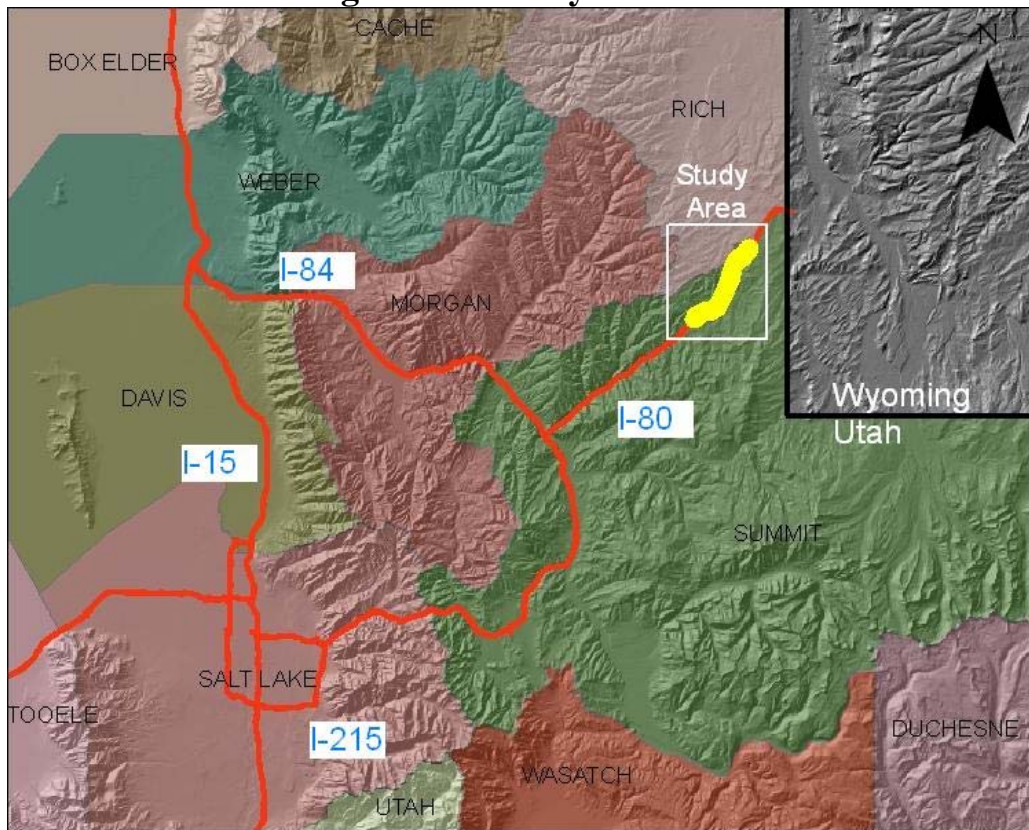 CACHE
BOX ELDER
N
RICH
Study
Area
WEBER
I-84
MORGAN
DAVIS
Wyoming
Utah
I-80
I-15
SUMMIT
SALT LAKE
TOOELE
I-215
DUCHESNE
WASATCH
UTAH